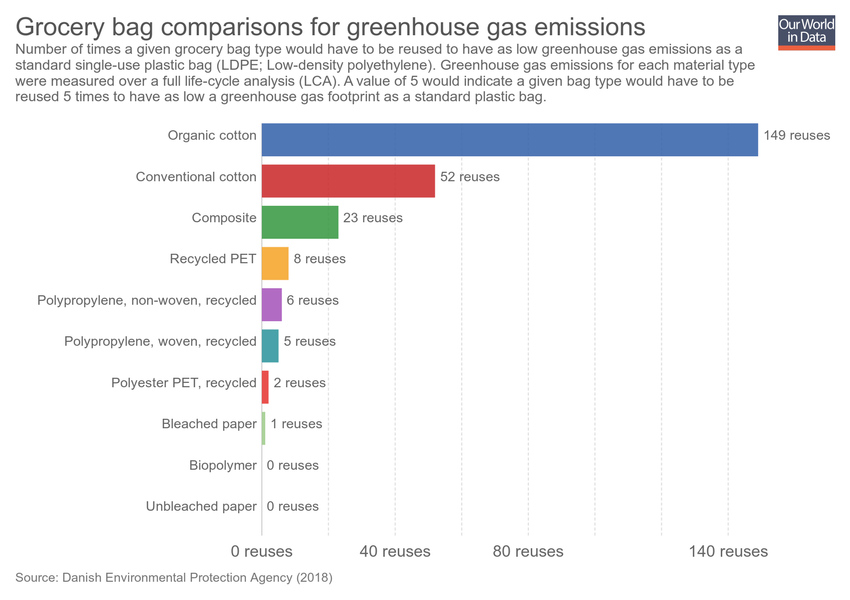 Grocery bag comparisons for greenhouse gas emissions
Our World
in Data
Number of times a given grocery bag type would have to be reused to have as low greenhouse gas emissions as a
standard single-use plastic bag (LDPE; Low-density polyethylene). Greenhouse gas emissions for each material type
were measured over a full life-cycle analysis (LCA). A value of 5 would indicate a given bag type would have to be
reused 5 times to have as low a greenhouse gas footprint as a standard plastic bag.
Organic cotton 149 reuses
Conventional cotton 52 reuses
Composite 23 reuses
Recycled PET 8 reuses
Polypropylene, non-woven, recycled 6 reuses
Polypropylene, woven, recycled 5 reuses
Polyester PET, recycled 2 reuses
Bleached paper 1 reuses
Biopolymer 0 reuses
Unbleached paper 0 reuses
0 reuses 40 reuses 80 reuses 140 reuses
Source: Danish Environmental Protection Agency (2018)